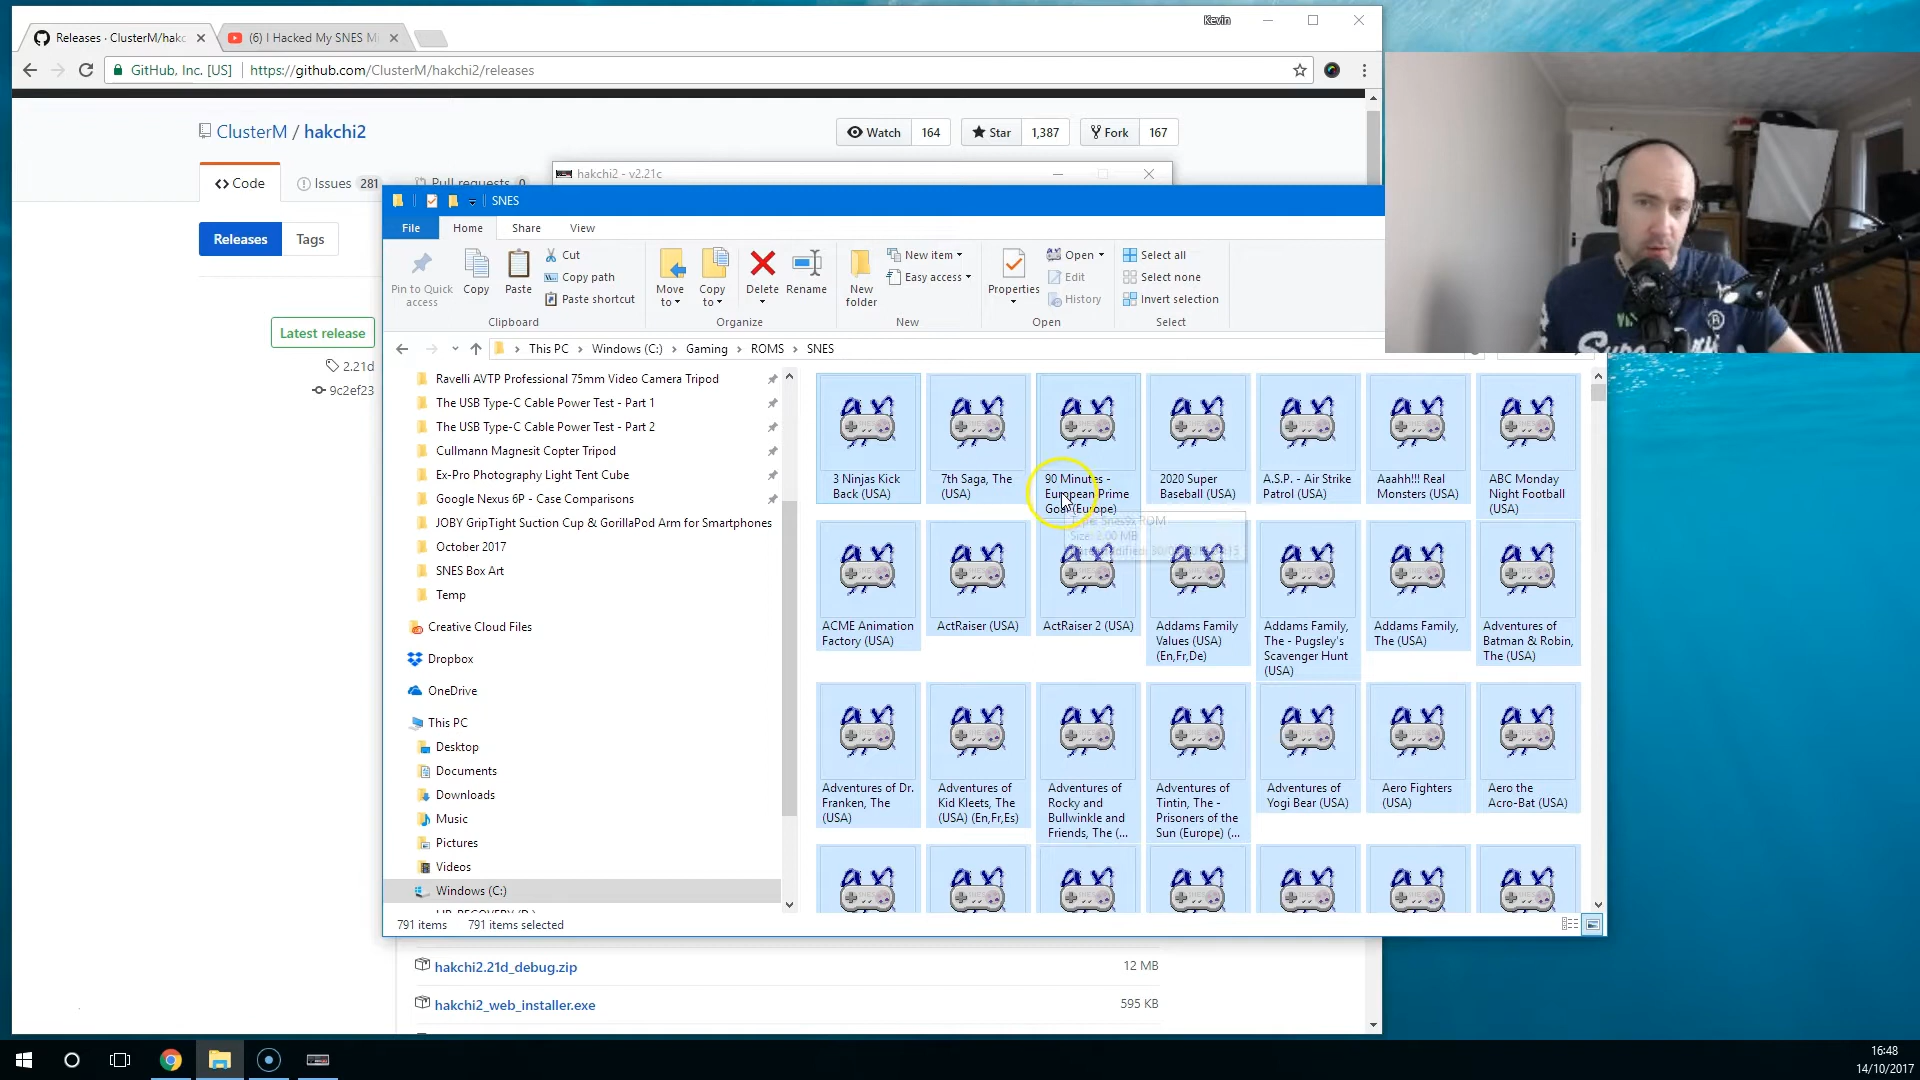 Kevin
Releases · ClusterM/hakc
(6) I Hacked My SNES Mi
GitHub, Inc. [US]
https://github.com/ClusterM/hakchi2/releases
ClusterM / hakchi2
Watch 164
Star 1,387
Fork 167
Code
Issues 281
Pull requests 0
hakchi2 - v2.21c
Releases
Tags
Latest release
2.21d
9c2ef23
SNES
File
Home
Share
View
Pin to Quick
access
Copy
Paste
Cut
Copy path
Paste shortcut
Clipboard
Move
to
Copy
to
Delete
Rename
Organize
New
folder
New item
Easy access
New
Properties
Open
Edit
History
Open
Select all
Select none
Invert selection
Select
This PC
Windows (C:)
Gaming
ROMS
SNES
Ravelli AVTP Professional 75mm Video Camera Tripod
The USB Type-C Cable Power Test - Part 1
The USB Type-C Cable Power Test - Part 2
Cullmann Magnesit Copter Tripod
Ex-Pro Photography Light Tent Cube
Google Nexus 6P - Case Comparisons
JOBY GripTight Suction Cup & GorillaPod Arm for Smartphones
October 2017
SNES Box Art
Temp
Creative Cloud Files
Dropbox
OneDrive
This PC
Desktop
Documents
Downloads
Music
Pictures
Videos
Windows (C:)
3 Ninjas Kick
Back (USA)
7th Saga, The
(USA)
90 Minutes -
European Prime
Goal (Europe)
2020 Super
Baseball (USA)
A.S.P. - Air Strike
Patrol (USA)
Aaahh!!! Real
Monsters (USA)
ABC Monday
Night Football
(USA)
Type: Snes9x ROM
Size: 2.00 MB
ACME Animation
Factory (USA)
ActRaiser (USA)
ActRaiser 2 (USA)
Addams Family
Values (USA)
(En,Fr,De)
Addams Family,
The - Pugsley's
Scavenger Hunt
(USA)
Addams Family,
The (USA)
Adventures of
Batman & Robin,
The (USA)
Adventures of Dr.
Franken, The
(USA)
Adventures of
Kid Kleets, The
(USA) (En,Fr,Es)
Adventures of
Rocky and
Bullwinkle and
Friends, The (...
Adventures of
Tintin, The -
Prisoners of the
Sun (Europe) (...
Adventures of
Yogi Bear (USA)
Aero Fighters
(USA)
Aero the
Acro-Bat (USA)
791 items
791 items selected
hakchi2.21d_debug.zip
12 MB
hakchi2_web_installer.exe
595 KB
16:48
14/10/2017